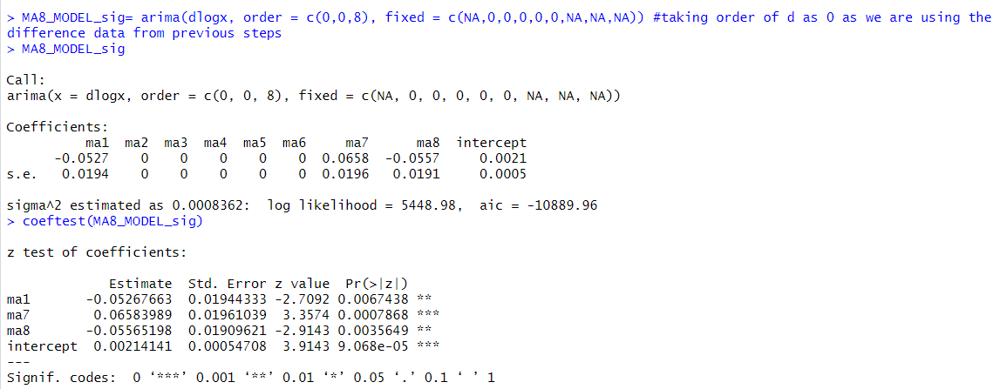 > MA8_MODEL_sig= arima(dlogx, order = c(0,0,8), fixed = c(NA,0,0,0,0,0,NA,NA,NA)) #taking order of d as 0 as we are using the
difference data from previous steps
> MA8_MODEL_sig
Call:
arima(x = dlogx, order = c(0, 0, 8), fixed = c(NA, 0, 0, 0, 0, 0, NA, NA, NA))
Coefficients:
ma1 ma2 ma3 ma4 ma5 ma6 ma7 ma8 intercept
-0.0527 0 0 0 0 0 0.0658 -0.0557 0.0021
s.e. 0.0194 0 0 0 0 0 0.0196 0.0191 0.0005
sigma^2 estimated as 0.0008362: log likelihood = 5448.98, aic = -10889.96
> coeftest(MA8_MODEL_sig)
z test of coefficients:
Estimate Std. Error z value Pr(>|z|)
ma1 -0.05267663 0.01944333 -2.7092 0.0067438 **
ma7 0.06583989 0.01961039 3.3574 0.0007868 ***
ma8 -0.05565198 0.01909621 -2.9143 0.0035649 **
intercept 0.00214141 0.00054708 3.9143 9.068e-05 ***
---
Signif. codes: 0 ‘***’ 0.001 ‘**’ 0.01 ‘*’ 0.05 ‘.’ 0.1 ‘ ’ 1